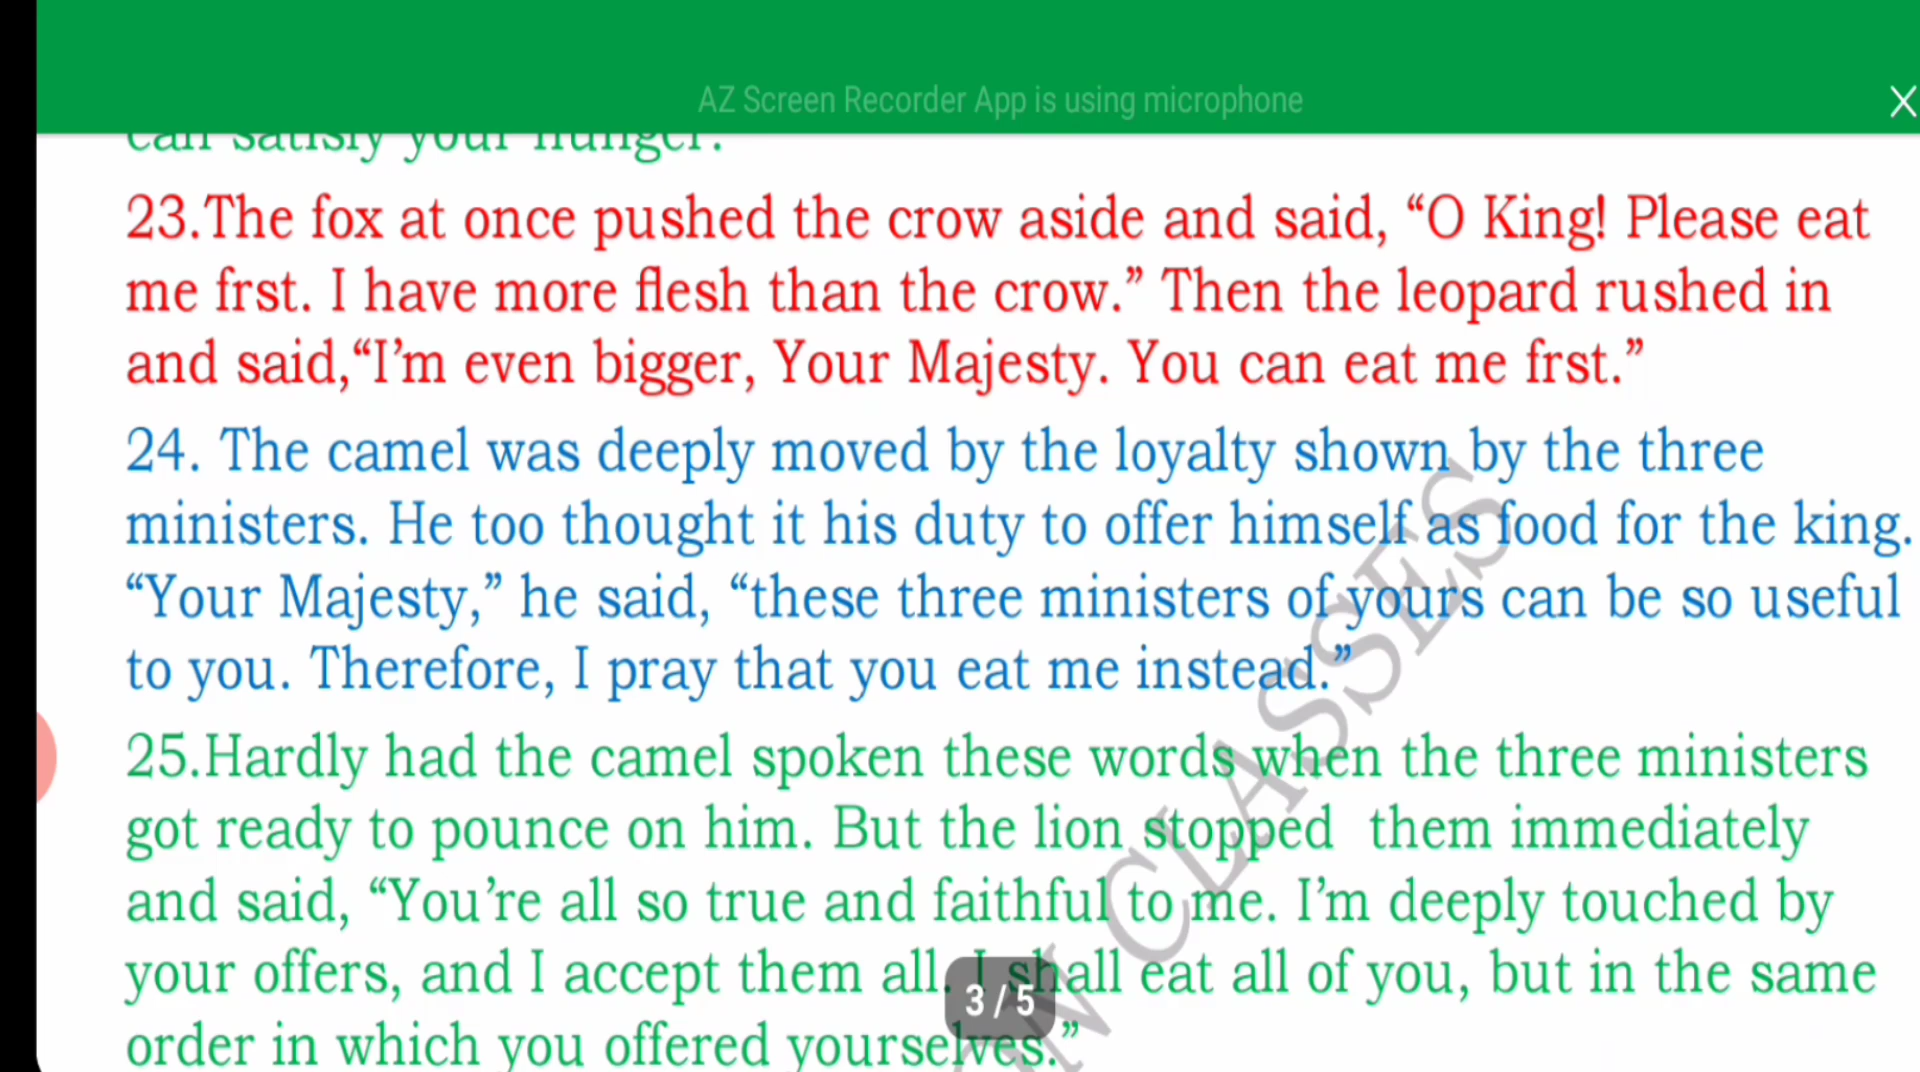 AZ Screen Recorder App is using microphone
can satisfy your hunger.
23.The fox at once pushed the crow aside and said, “O King! Please eat
me frst. I have more flesh than the crow.” Then the leopard rushed in
and said,“I’m even bigger, Your Majesty. You can eat me frst.”
24. The camel was deeply moved by the loyalty shown by the three
ministers. He too thought it his duty to offer himself as food for the king.
“Your Majesty,” he said, “these three ministers of yours can be so useful
to you. Therefore, I pray that you eat me instead.”
25.Hardly had the camel spoken these words when the three ministers
got ready to pounce on him. But the lion stopped them immediately
and said, “You’re all so true and faithful to me. I’m deeply touched by
your offers, and I accept them all. I shall eat all of you, but in the same
order in which you offered yourselves.”
3 / 5
CLASSES